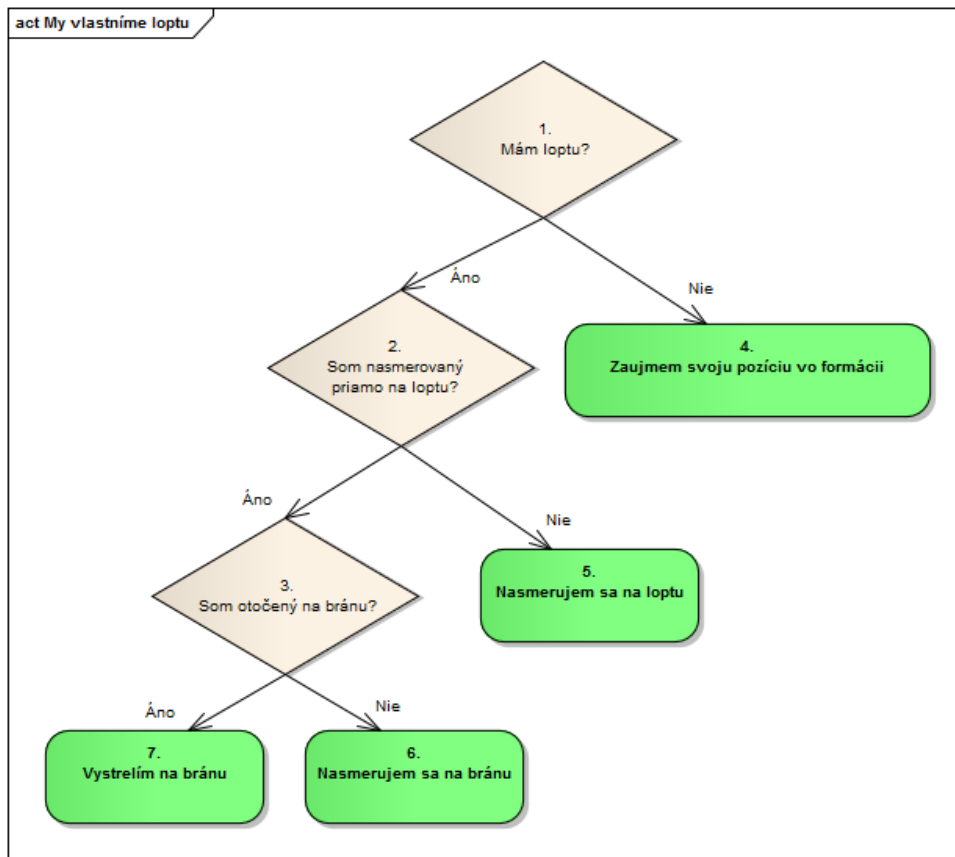 act My vlastníme loptu
1.
Mám loptu?
Áno
Nie
2.
Som nasmerovaný
priamo na loptu?
4.
Zaujmem svoju pozíciu vo formácii
Áno
Nie
3.
Som otočený na bránu?
5.
Nasmerujem sa na loptu
Áno
Nie
7.
Vystrelím na bránu
6.
Nasmerujem sa na bránu